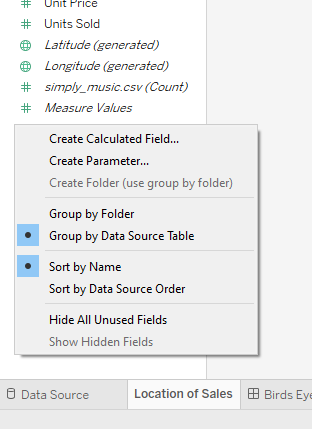 Unit Price
Units Sold
Latitude (generated)
Longitude (generated)
simply_music.csv (Count)
Measure Values
Create Calculated Field...
Create Parameter...
Create Folder (use group by folder)
Group by Folder
Group by Data Source Table
Sort by Name
Sort by Data Source Order
Hide All Unused Fields
Show Hidden Fields
Data Source
Location of Sales
Birds Eye